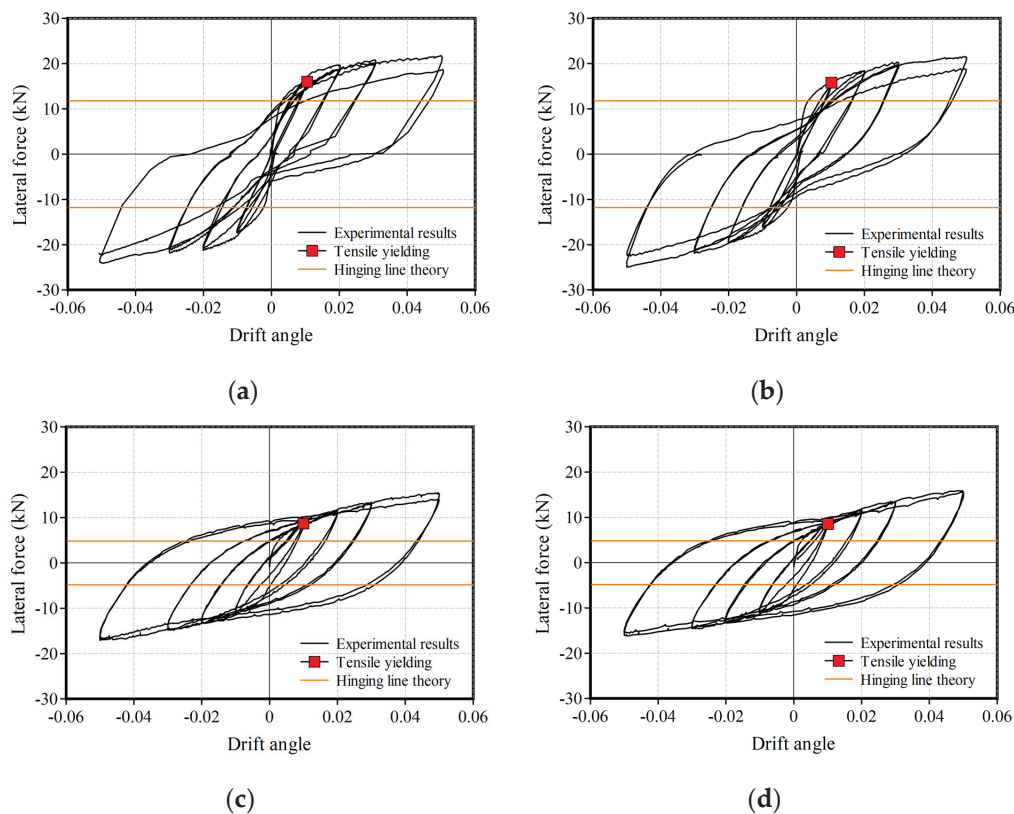 30
20
10
0
-10
-20
-30
Lateral force (kN)
Experimental results
Tensile yielding
Hinging line theory
-0.06 -0.04 -0.02 0 0.02 0.04 0.06
Drift angle
(a)
30
20
10
0
-10
-20
-30
Lateral force (kN)
Experimental results
Tensile yielding
Hinging line theory
-0.06 -0.04 -0.02 0 0.02 0.04 0.06
Drift angle
(b)
30
20
10
0
-10
-20
-30
Lateral force (kN)
Experimental results
Tensile yielding
Hinging line theory
-0.06 -0.04 -0.02 0 0.02 0.04 0.06
Drift angle
(c)
30
20
10
0
-10
-20
-30
Lateral force (kN)
Experimental results
Tensile yielding
Hinging line theory
-0.06 -0.04 -0.02 0 0.02 0.04 0.06
Drift angle
(d)